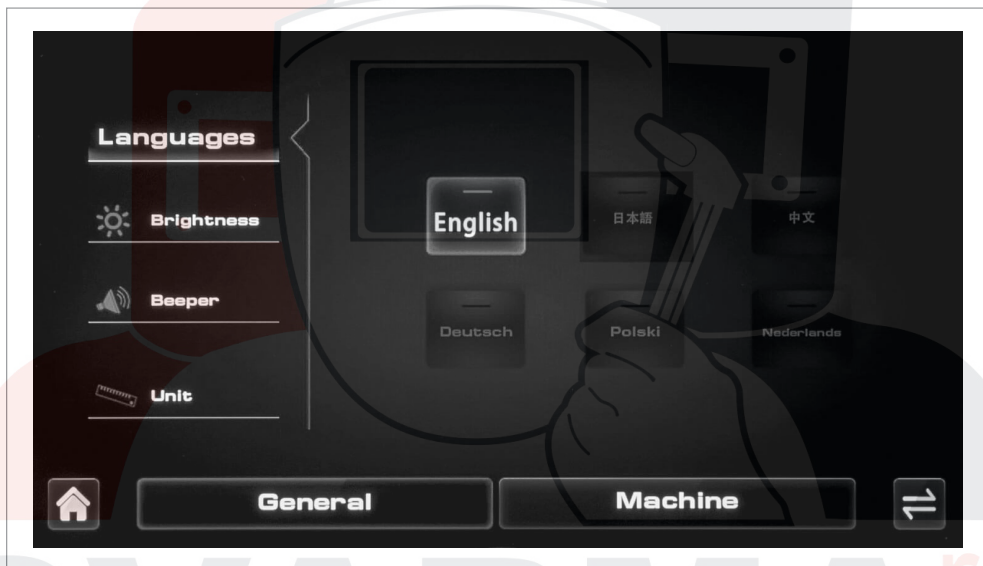 Languages
Brightness
Beeper
Unit
English
日本語
中文
Deutsch
Polski
Nederlands
General
Machine